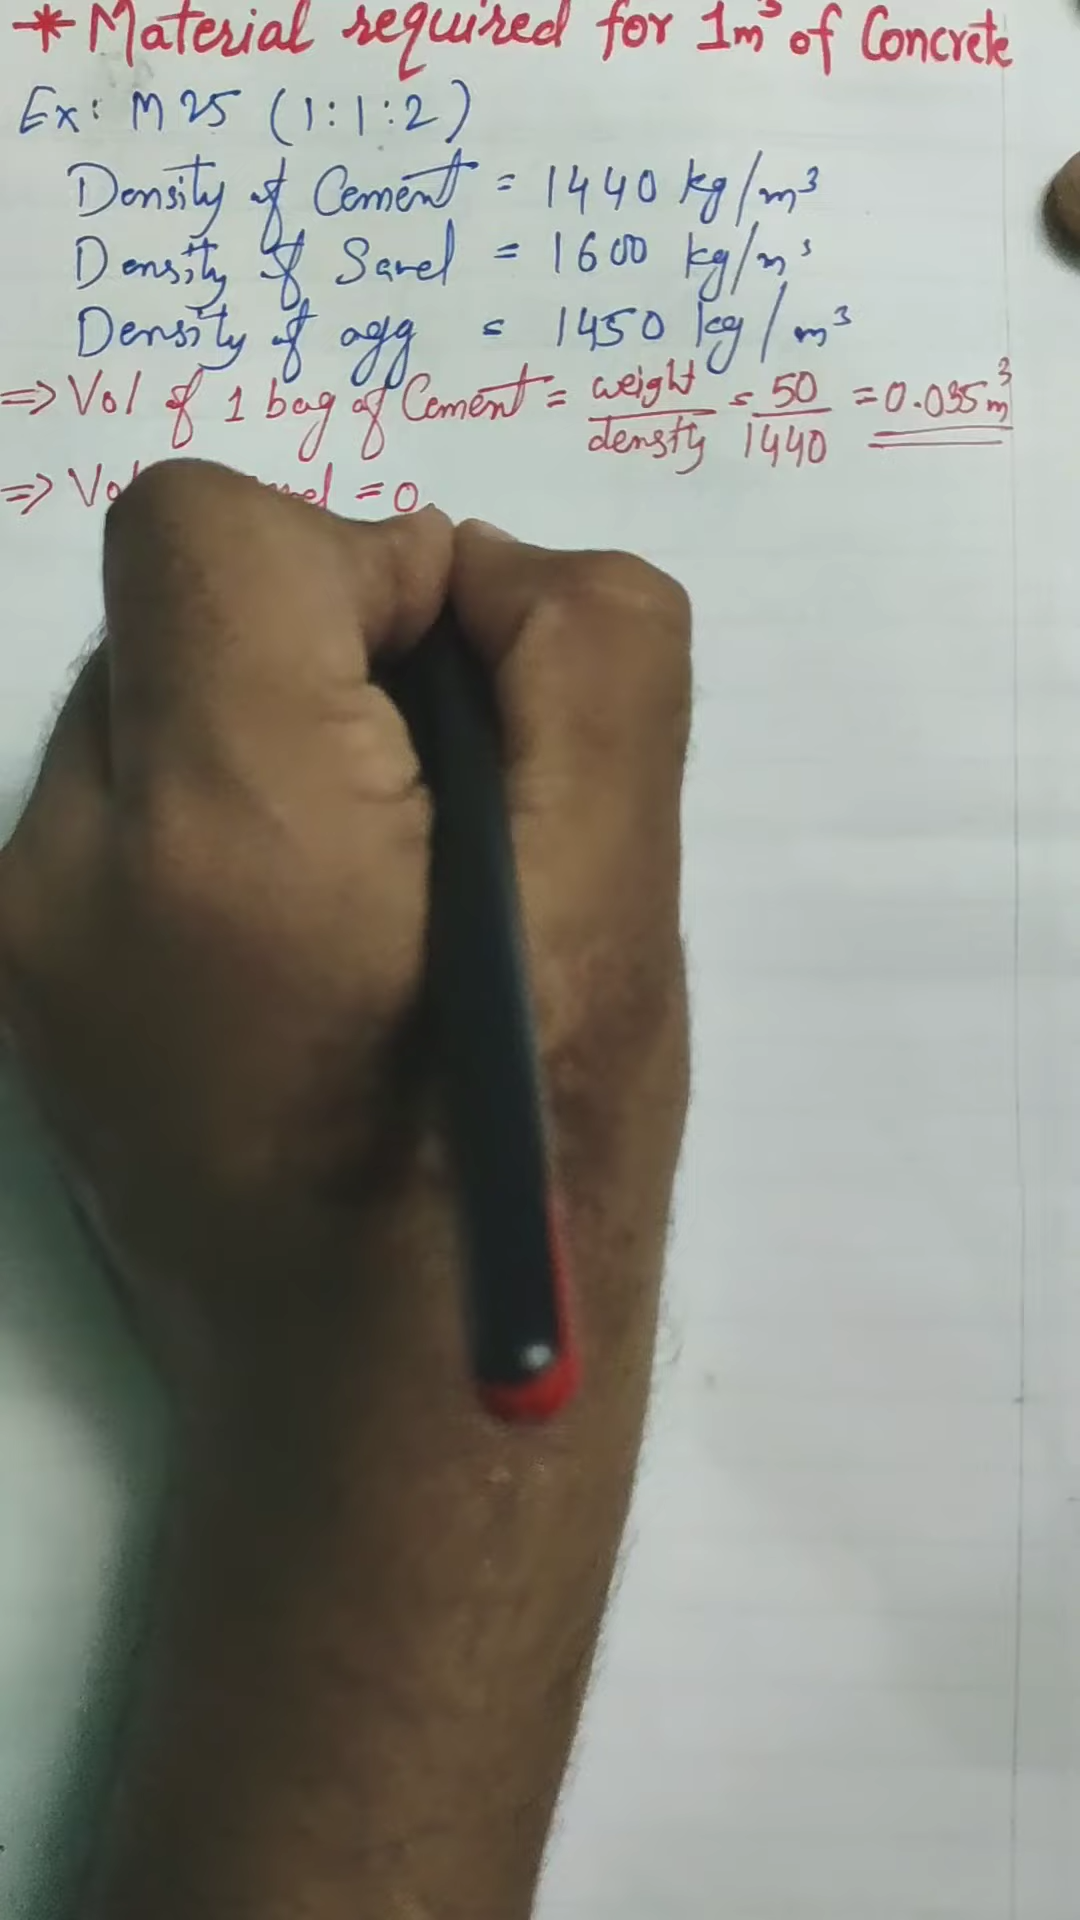 * Material required for 1m³ of Concrete
Ex: M25 (1:1:2)
Density of Cement = 1440 kg/m³
Density of Sand = 1600 kg/m³
Density of agg = 1450 kg/m³
=> Vol of 1 bag of Cement = weight/density = 50/1440 = 0.035m³
=> Vol = 0.